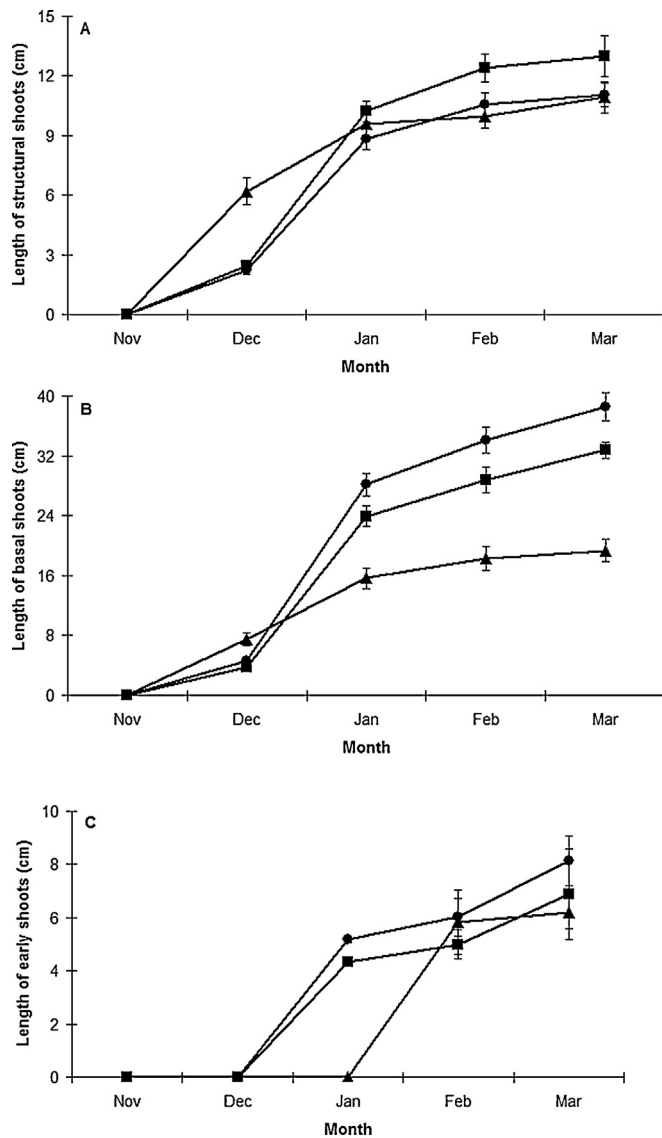 A
Length of structural shoots (cm)
15
12
9
6
3
0
Nov Dec Jan Feb Mar
Month
B
Length of basal shoots (cm)
40
32
24
16
8
0
Nov Dec Jan Feb Mar
Month
C
Length of early shoots (cm)
10
8
6
4
2
0
Nov Dec Jan Feb Mar
Month